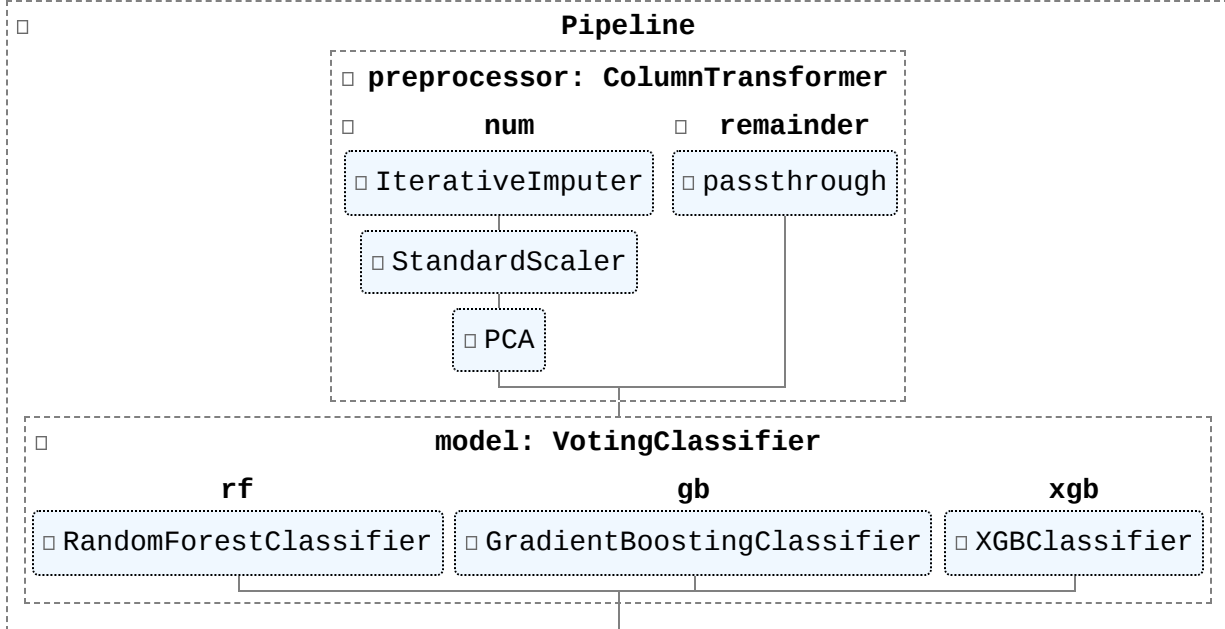 Pipeline
preprocessor: ColumnTransformer
num remainder
IterativeImputer passthrough
StandardScaler
PCA
model: VotingClassifier
rf gb xgb
RandomForestClassifier GradientBoostingClassifier XGBClassifier